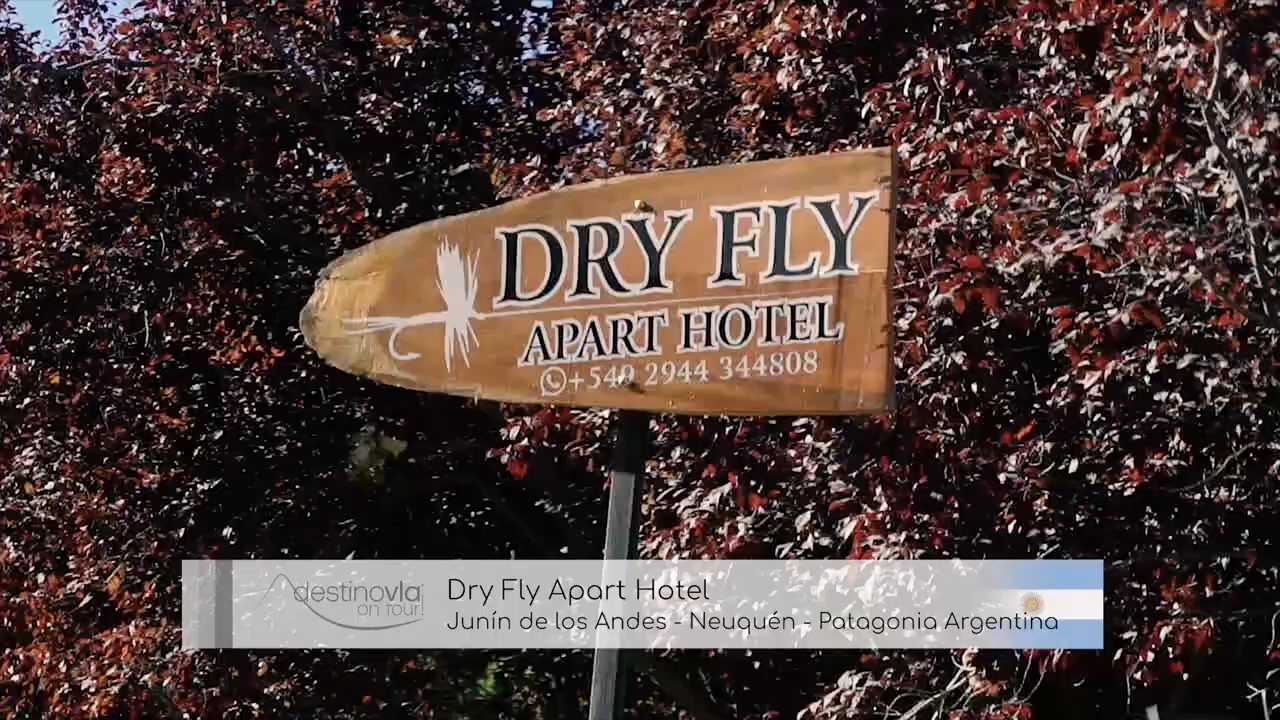 DRY FLY
APART HOTEL
+549 2944 344808
destinovla
on tour!
Dry Fly Apart Hotel
Junín de los Andes - Neuquén - Patagonia Argentina